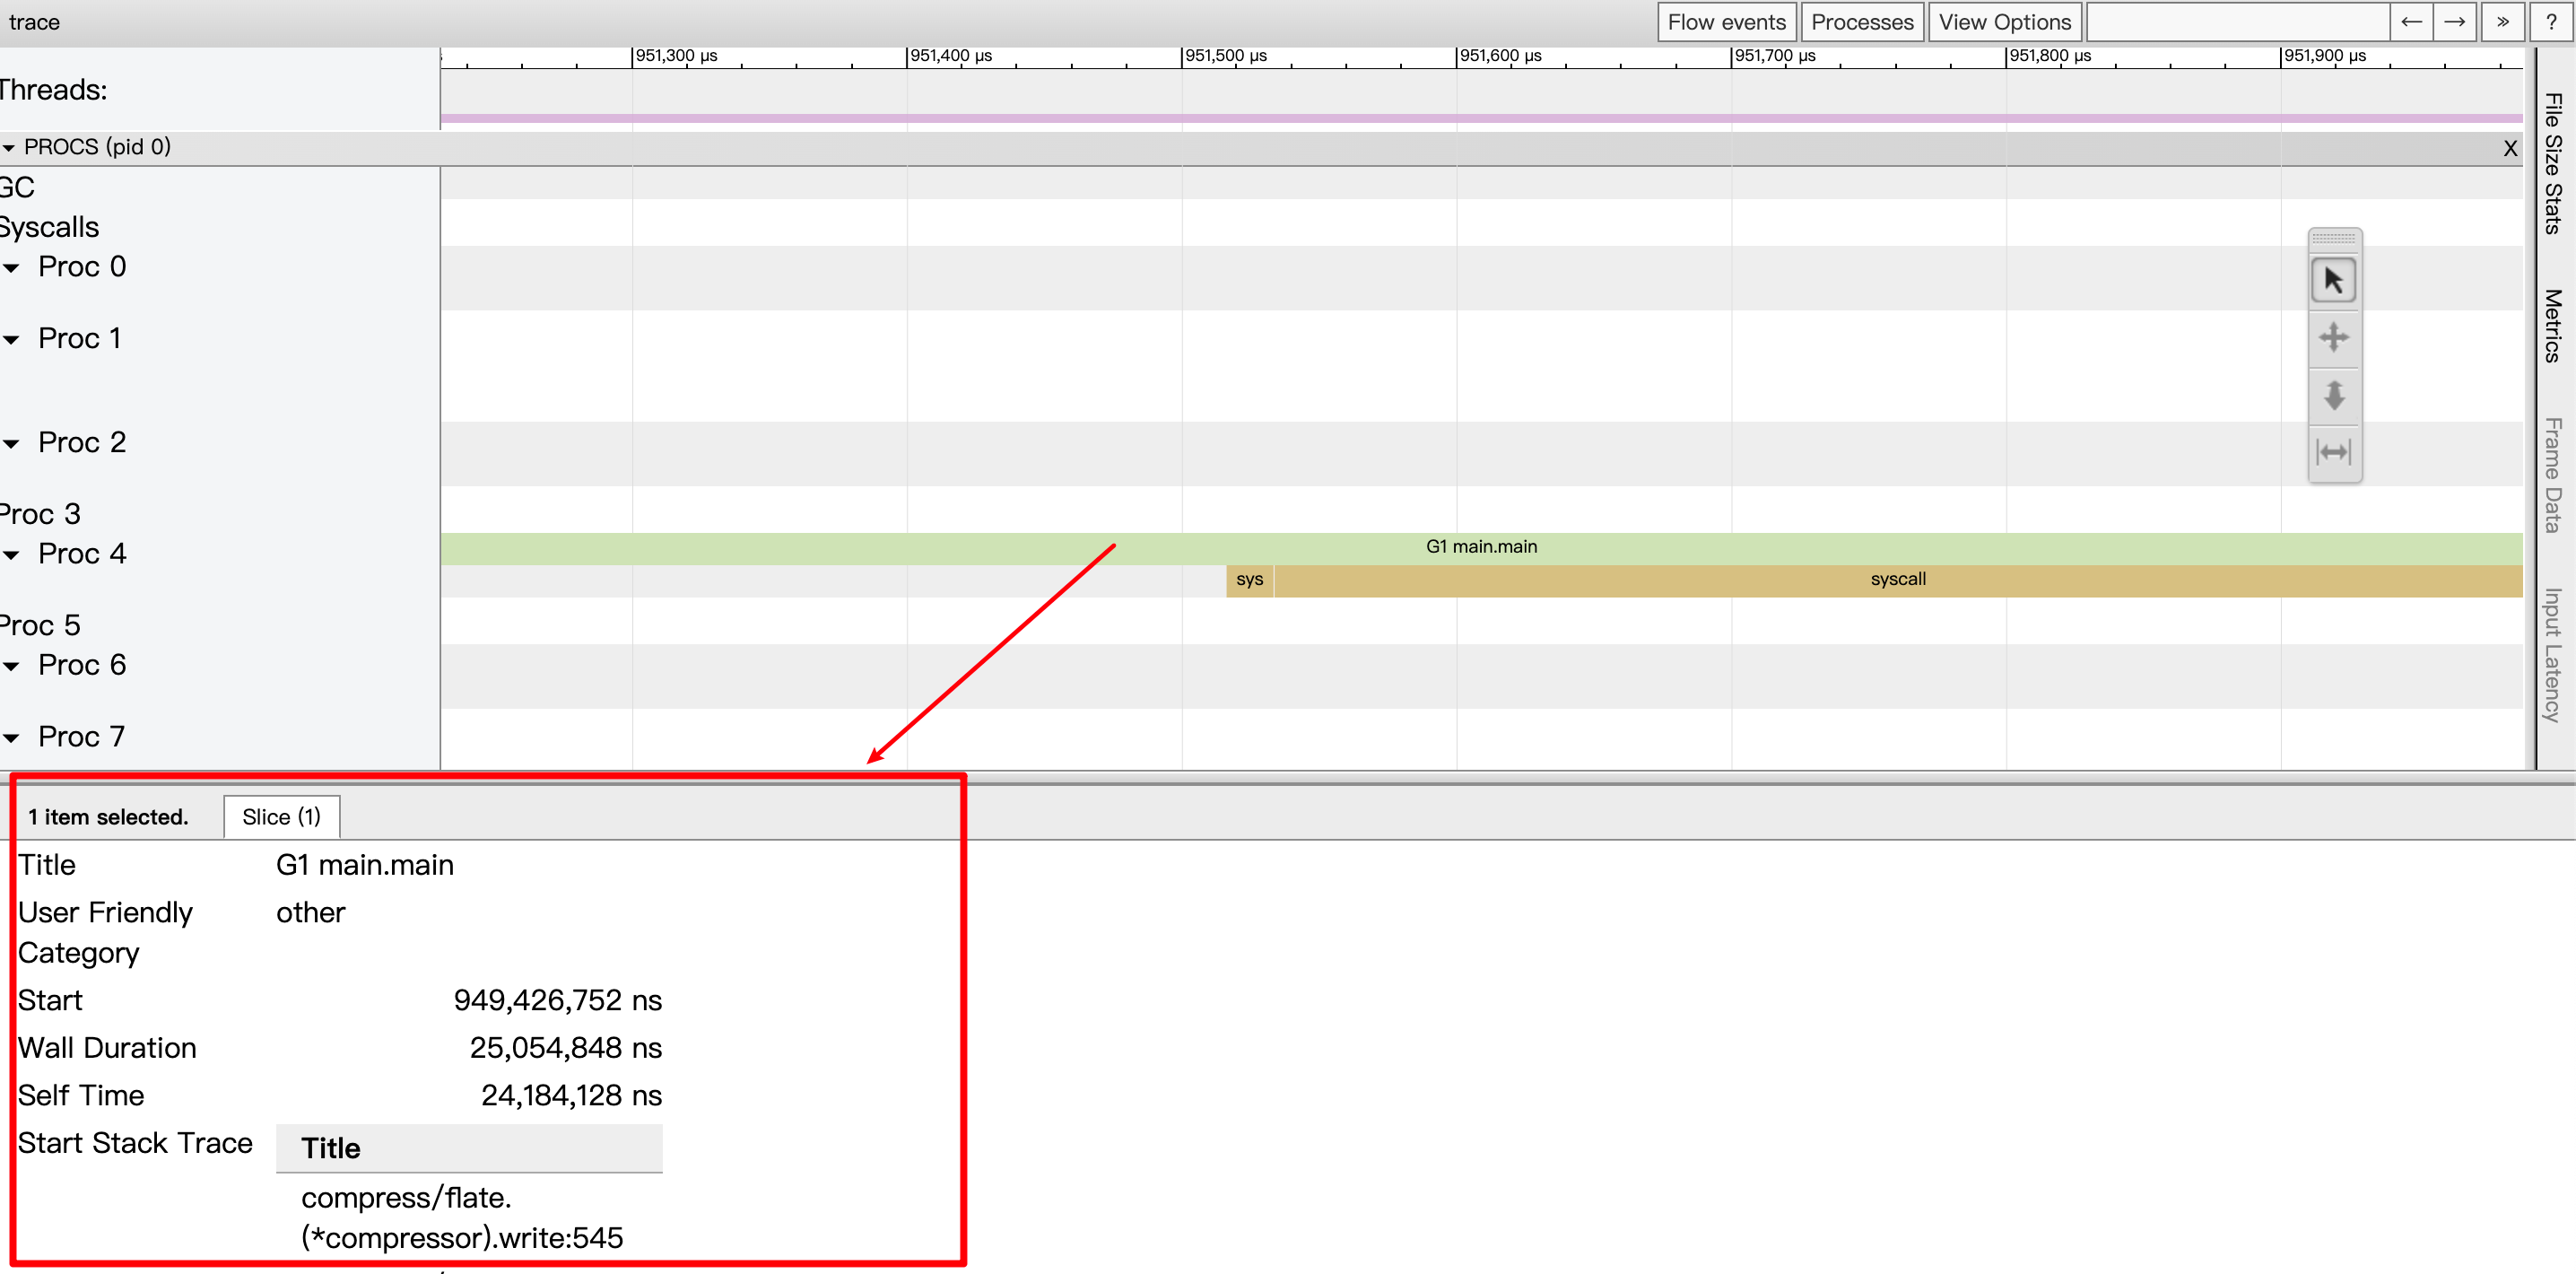 trace
Flow events Processes View Options ← → » ?
951,300 µs 951,400 µs 951,500 µs 951,600 µs 951,700 µs 951,800 µs 951,900 µs
Threads:
PROCS (pid 0) X
GC
Syscalls
Proc 0
Proc 1
Proc 2
Proc 3
G1 main.main
Proc 4
sys syscall
Proc 5
Proc 6
Proc 7
File Size Stats
Metrics
Frame Data
Input Latency
1 item selected. Slice (1)
Title G1 main.main
User Friendly other
Category
Start 949,426,752 ns
Wall Duration 25,054,848 ns
Self Time 24,184,128 ns
Start Stack Trace Title
compress/flate.
(*compressor).write:545